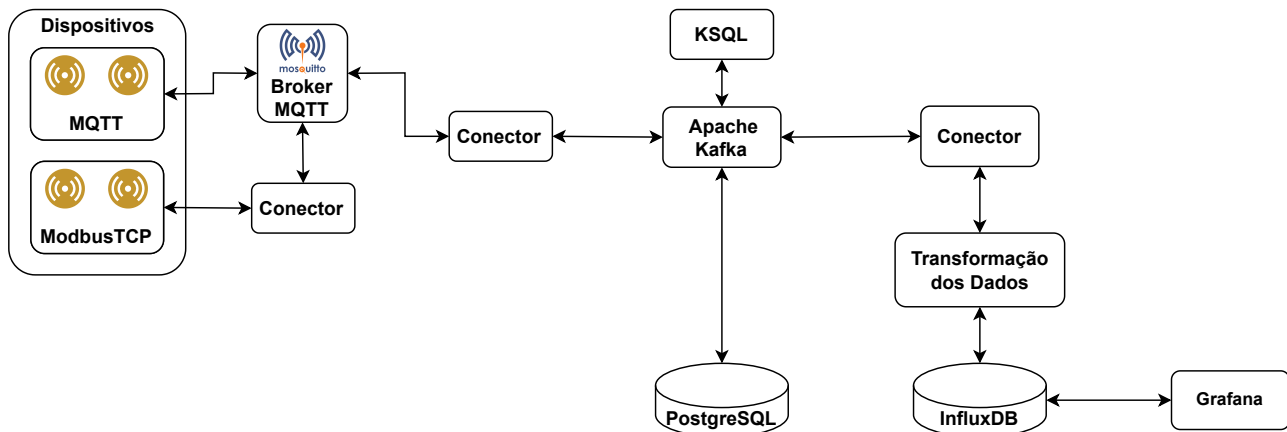 Dispositivos
MQTT
ModbusTCP
mosquitto
Broker
MQTT
Conector
Conector
KSQL
Apache
Kafka
Conector
Transformação
dos Dados
PostgreSQL
InfluxDB
Grafana